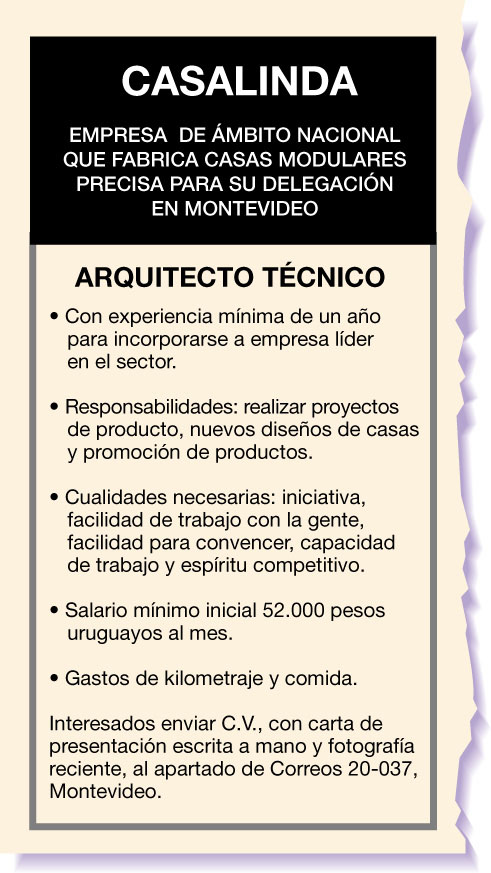 CASALINDA
EMPRESA DE ÁMBITO NACIONAL
QUE FABRICA CASAS MODULARES
PRECISA PARA SU DELEGACIÓN
EN MONTEVIDEO
ARQUITECTO TÉCNICO
• Con experiencia mínima de un año
para incorporarse a empresa líder
en el sector.
• Responsabilidades: realizar proyectos
de producto, nuevos diseños de casas
y promoción de productos.
• Cualidades necesarias: iniciativa,
facilidad de trabajo con la gente,
facilidad para convencer, capacidad
de trabajo y espíritu competitivo.
• Salario mínimo inicial 52.000 pesos
uruguayos al mes.
• Gastos de kilometraje y comida.
Interesados enviar C.V., con carta de
presentación escrita a mano y fotografía
reciente, al apartado de Correos 20-037,
Montevideo.